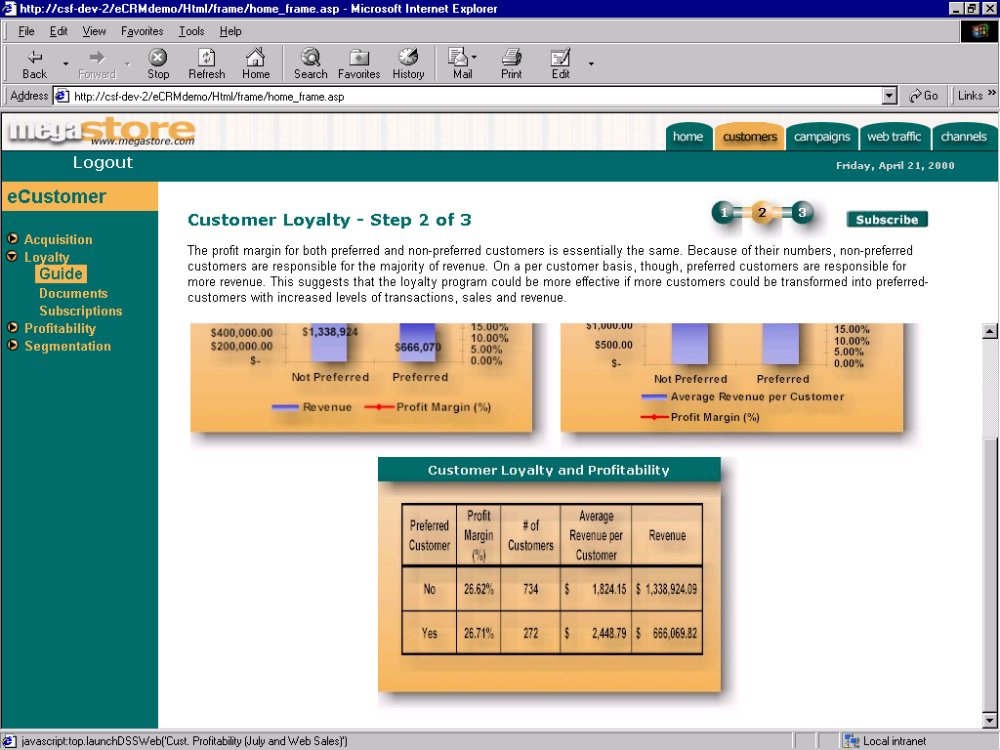 http://csf-dev-2/eCRMdemo/Html/frame/home_frame.asp - Microsoft Internet Explorer
File Edit View Favorites Tools Help
Back Forward Stop Refresh Home Search Favorites History Mail Print Edit
Address http://csf-dev-2/eCRMdemo/Html/frame/home_frame.asp Go Links »
megastore
www.megastore.com
home customers campaigns web traffic channels
Logout
Friday, April 21, 2000
eCustomer
Acquisition
Loyalty
Guide
Documents
Subscriptions
Profitability
Segmentation
Customer Loyalty - Step 2 of 3
1 2 3
Subscribe
The profit margin for both preferred and non-preferred customers is essentially the same. Because of their numbers, non-preferred
customers are responsible for the majority of revenue. On a per customer basis, though, preferred customers are responsible for
more revenue. This suggests that the loyalty program could be more effective if more customers could be transformed into preferred-
customers with increased levels of transactions, sales and revenue.
$400,000.00
$200,000.00
$-
$1,338,924
$666,070
15.00%
10.00%
5.00%
0.00%
Not Preferred Preferred
Revenue Profit Margin (%)
$1,000.00
$500.00
$-
15.00%
10.00%
5.00%
0.00%
Not Preferred Preferred
Average Revenue per Customer
Profit Margin (%)
Customer Loyalty and Profitability
Preferred Customer Profit Margin (%) # of Customers Average Revenue per Customer Revenue
No 26.62% 734 $ 1,824.15 $ 1,338,924.09
Yes 26.71% 272 $ 2,448.79 $ 666,069.82
javascript:top.launchDSSWeb('Cust. Profitability (July and Web Sales)')
Local intranet